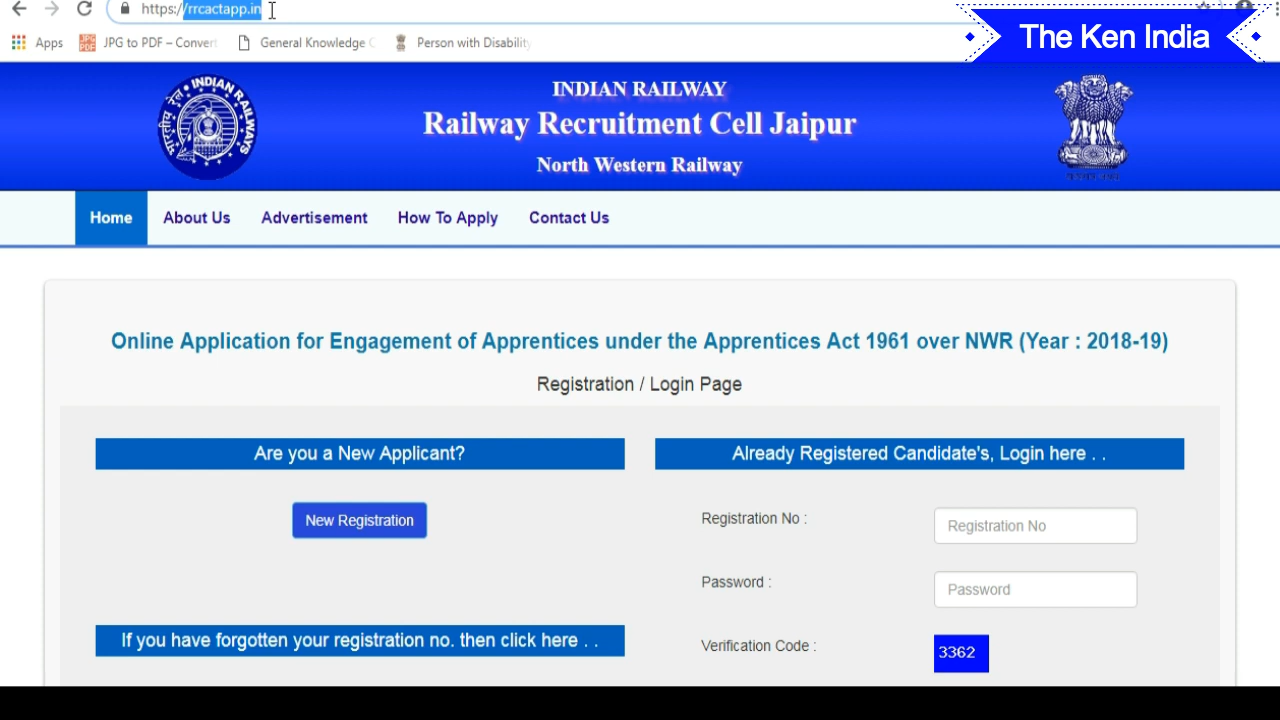 https://rrcactapp.in
The Ken India
Apps
JPG to PDF – Convert
General Knowledge
Person with Disability
INDIAN RAILWAY
Railway Recruitment Cell Jaipur
North Western Railway
भारतीय रेल • INDIAN RAILWAYS
Home
About Us
Advertisement
How To Apply
Contact Us
Online Application for Engagement of Apprentices under the Apprentices Act 1961 over NWR (Year : 2018-19)
Registration / Login Page
Are you a New Applicant?
Already Registered Candidate's, Login here . .
New Registration
Registration No :
Registration No
Password :
Password
If you have forgotten your registration no. then click here . .
Verification Code :
3362